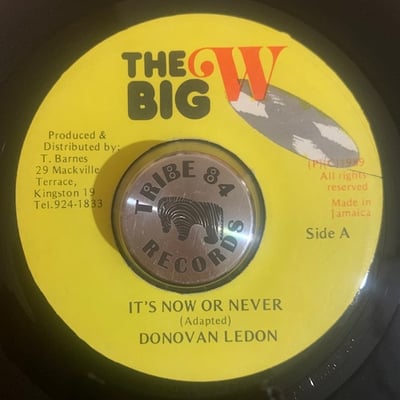 THE
BIG W
Produced &
Distributed by:
T. Barnes
29 Mackville
Terrace,
Kingston 19
Tel.924-1833
(P)(C)1989
All rights
reserved
Made in
Jamaica
Side A
TRIBE 84
RECORDS
IT'S NOW OR NEVER
(Adapted)
DONOVAN LEDON